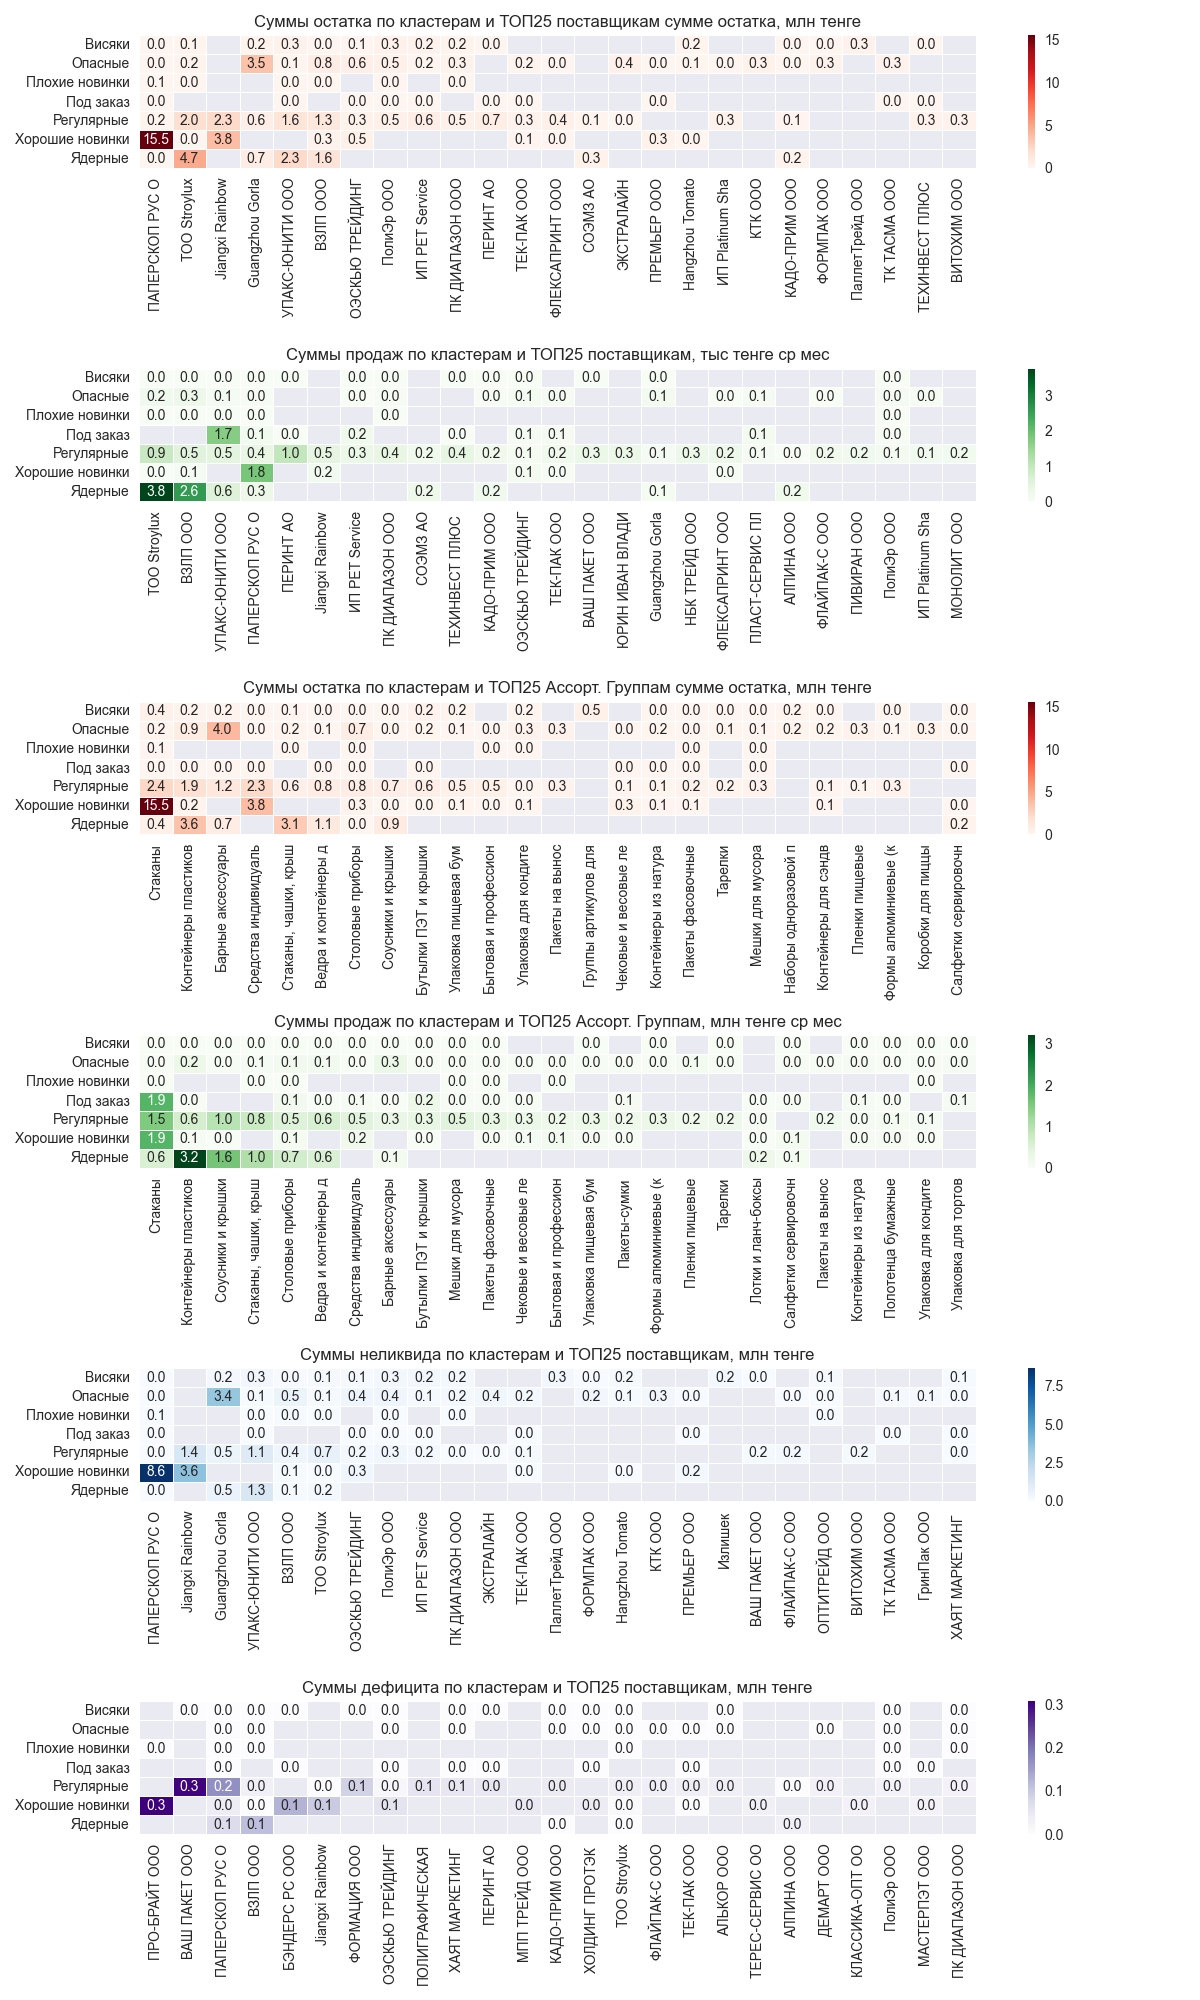 Суммы остатка по кластерам и ТОП25 поставщикам сумме остатка, млн тенге
Висяки 0.0 0.1 0.2 0.3 0.0 0.1 0.3 0.2 0.2 0.0 0.2 0.0 0.0 0.3 0.0
Опасные 0.0 0.2 3.5 0.1 0.8 0.6 0.5 0.2 0.3 0.2 0.0 0.4 0.0 0.1 0.0 0.3 0.0 0.3 0.3
Плохие новинки 0.1 0.0 0.0 0.0 0.0 0.0
Под заказ 0.0 0.0 0.0 0.0 0.0 0.0 0.0 0.0 0.0 0.0
Регулярные 0.2 2.0 2.3 0.6 1.6 1.3 0.3 0.5 0.6 0.5 0.7 0.3 0.4 0.1 0.0 0.3 0.1 0.3 0.3
Хорошие новинки 15.5 0.0 3.8 0.3 0.5 0.1 0.0 0.3 0.0
Ядерные 0.0 4.7 0.7 2.3 1.6 0.3 0.2
15
10
5
0
ПАПЕРСКОП РУС О
ТОО Stroylux
Jiangxi Rainbow
Guangzhou Gorla
УПАКС-ЮНИТИ ООО
ВЗЛП ООО
ОЭСКЬЮ ТРЕЙДИНГ
ПолиЭр ООО
ИП РЕТ Service
ПК ДИАПАЗОН ООО
ПЕРИНТ АО
ТЕК-ПАК ООО
ФЛЕКСАПРИНТ ООО
СОЭМЗ АО
ЭКСТРАЛАЙН
ПРЕМЬЕР ООО
Hangzhou Tomato
ИП Platinum Sha
КТК ООО
КАДО-ПРИМ ООО
ФОРМПАК ООО
ПаллетТрейд ООО
ТК ТАСМА ООО
ТЕХИНВЕСТ ПЛЮС
ВИТОХИМ ООО
Суммы продаж по кластерам и ТОП25 поставщикам, тыс тенге ср мес
Висяки 0.0 0.0 0.0 0.0 0.0 0.0 0.0 0.0 0.0 0.0 0.0 0.0 0.0
Опасные 0.2 0.3 0.1 0.0 0.0 0.0 0.0 0.1 0.0 0.1 0.0 0.1 0.0 0.0 0.0
Плохие новинки 0.0 0.0 0.0 0.0 0.0 0.0
Под заказ 1.7 0.1 0.0 0.2 0.0 0.1 0.1 0.1 0.0
Регулярные 0.9 0.5 0.5 0.4 1.0 0.5 0.3 0.4 0.2 0.4 0.2 0.1 0.2 0.3 0.3 0.1 0.3 0.2 0.1 0.0 0.2 0.2 0.1 0.1 0.2
Хорошие новинки 0.0 0.1 1.8 0.2 0.1 0.0 0.0
Ядерные 3.8 2.6 0.6 0.3 0.2 0.2 0.1 0.2
3
2
1
0
ТОО Stroylux
ВЗЛП ООО
УПАКС-ЮНИТИ ООО
ПАПЕРСКОП РУС О
ПЕРИНТ АО
Jiangxi Rainbow
ИП РЕТ Service
ПК ДИАПАЗОН ООО
СОЭМЗ АО
ТЕХИНВЕСТ ПЛЮС
КАДО-ПРИМ ООО
ОЭСКЬЮ ТРЕЙДИНГ
ТЕК-ПАК ООО
ВАШ ПАКЕТ ООО
ЮРИН ИВАН ВЛАДИ
Guangzhou Gorla
НБК ТРЕЙД ООО
ФЛЕКСАПРИНТ ООО
ПЛАСТ-СЕРВИС ПЛ
АЛПИНА ООО
ФЛАЙПАК-С ООО
ПИВИРАН ООО
ПолиЭр ООО
ИП Platinum Sha
МОНОЛИТ ООО
Суммы остатка по кластерам и ТОП25 Ассорт. Группам сумме остатка, млн тенге
Висяки 0.4 0.2 0.2 0.0 0.1 0.0 0.0 0.0 0.2 0.2 0.2 0.5 0.0 0.0 0.0 0.0 0.2 0.0 0.0 0.0
Опасные 0.2 0.9 4.0 0.0 0.2 0.1 0.7 0.0 0.2 0.1 0.0 0.3 0.3 0.0 0.2 0.0 0.1 0.1 0.2 0.2 0.3 0.1 0.3 0.0
Плохие новинки 0.1 0.0 0.0 0.0 0.0 0.0 0.0
Под заказ 0.0 0.0 0.0 0.0 0.0 0.0 0.0 0.0 0.0 0.0 0.0 0.0
Регулярные 2.4 1.9 1.2 2.3 0.6 0.8 0.8 0.7 0.6 0.5 0.5 0.0 0.3 0.1 0.1 0.2 0.2 0.3 0.1 0.1 0.3
Хорошие новинки 15.5 0.2 3.8 0.3 0.0 0.0 0.1 0.0 0.1 0.3 0.1 0.1 0.1 0.0
Ядерные 0.4 3.6 0.7 3.1 1.1 0.0 0.9 0.2
15
10
5
0
Стаканы
Контейнеры пластиков
Барные аксессуары
Средства индивидуаль
Стаканы, чашки, крыш
Ведра и контейнеры д
Столовые приборы
Соусники и крышки
Бутылки ПЭТ и крышки
Упаковка пищевая бум
Бытовая и профессион
Упаковка для кондите
Пакеты на вынос
Группы артикулов для
Чековые и весовые ле
Контейнеры из натура
Пакеты фасовочные
Тарелки
Мешки для мусора
Наборы одноразовой п
Контейнеры для сэндв
Пленки пищевые
Формы алюминиевые (к
Коробки для пиццы
Салфетки сервировочн
Суммы продаж по кластерам и ТОП25 Ассорт. Группам, млн тенге ср мес
Висяки 0.0 0.0 0.0 0.0 0.0 0.0 0.0 0.0 0.0 0.0 0.0 0.0 0.0 0.0 0.0 0.0 0.0 0.0 0.0
Опасные 0.0 0.2 0.0 0.1 0.1 0.1 0.0 0.3 0.0 0.0 0.0 0.0 0.0 0.0 0.0 0.0 0.1 0.0 0.0 0.0 0.0 0.0 0.0 0.0
Плохие новинки 0.0 0.0 0.0 0.0 0.0 0.0 0.0
Под заказ 1.9 0.0 0.1 0.0 0.1 0.0 0.2 0.0 0.0 0.0 0.1 0.0 0.0 0.1 0.0 0.1
Регулярные 1.5 0.6 1.0 0.8 0.5 0.6 0.5 0.3 0.3 0.5 0.3 0.3 0.2 0.3 0.2 0.3 0.2 0.2 0.0 0.2 0.0 0.1 0.1
Хорошие новинки 1.9 0.1 0.0 0.1 0.2 0.0 0.0 0.1 0.1 0.0 0.0 0.0 0.1 0.0 0.0 0.0
Ядерные 0.6 3.2 1.6 1.0 0.7 0.6 0.1 0.2 0.1
3
2
1
0
Стаканы
Контейнеры пластиков
Соусники и крышки
Стаканы, чашки, крыш
Столовые приборы
Ведра и контейнеры д
Средства индивидуаль
Барные аксессуары
Бутылки ПЭТ и крышки
Мешки для мусора
Пакеты фасовочные
Чековые и весовые ле
Бытовая и профессион
Упаковка пищевая бум
Пакеты-сумки
Формы алюминиевые (к
Пленки пищевые
Тарелки
Лотки и ланч-боксы
Салфетки сервировочн
Пакеты на вынос
Контейнеры из натура
Полотенца бумажные
Упаковка для кондите
Упаковка для тортов
Суммы неликвида по кластерам и ТОП25 поставщикам, млн тенге
Висяки 0.0 0.2 0.3 0.0 0.1 0.1 0.3 0.2 0.2 0.3 0.0 0.2 0.2 0.0 0.1 0.1
Опасные 0.0 3.4 0.1 0.5 0.1 0.4 0.4 0.1 0.2 0.4 0.2 0.2 0.1 0.3 0.0 0.0 0.0 0.1 0.1 0.0
Плохие новинки 0.1 0.0 0.0 0.0 0.0 0.0 0.0
Под заказ 0.0 0.0 0.0 0.0 0.0 0.0 0.0 0.0 0.0
Регулярные 0.0 1.4 0.5 1.1 0.4 0.7 0.2 0.3 0.2 0.0 0.0 0.1 0.2 0.2 0.2 0.0
Хорошие новинки 8.6 3.6 0.1 0.0 0.3 0.0 0.0 0.2
Ядерные 0.0 0.5 1.3 0.1 0.2
7.5
5.0
2.5
0.0
ПАПЕРСКОП РУС О
Jiangxi Rainbow
Guangzhou Gorla
УПАКС-ЮНИТИ ООО
ВЗЛП ООО
ТОО Stroylux
ОЭСКЬЮ ТРЕЙДИНГ
ПолиЭр ООО
ИП РЕТ Service
ПК ДИАПАЗОН ООО
ЭКСТРАЛАЙН
ТЕК-ПАК ООО
ПаллетТрейд ООО
ФОРМПАК ООО
Hangzhou Tomato
КТК ООО
ПРЕМЬЕР ООО
Излишек
ВАШ ПАКЕТ ООО
ФЛАЙПАК-С ООО
ОПТИТРЕЙД ООО
ВИТОХИМ ООО
ТК ТАСМА ООО
ГринПак ООО
ХАЯТ МАРКЕТИНГ
Суммы дефицита по кластерам и ТОП25 поставщикам, млн тенге
Висяки 0.0 0.0 0.0 0.0 0.0 0.0 0.0 0.0 0.0 0.0 0.0 0.0 0.0 0.0
Опасные 0.0 0.0 0.0 0.0 0.0 0.0 0.0 0.0 0.0 0.0 0.0 0.0 0.0
Плохие новинки 0.0 0.0 0.0 0.0 0.0 0.0
Под заказ 0.0 0.0 0.0 0.0 0.0 0.0 0.0 0.0 0.0
Регулярные 0.3 0.2 0.0 0.0 0.1 0.0 0.1 0.1 0.0 0.0 0.0 0.0 0.0 0.0 0.0 0.0 0.0 0.0
Хорошие новинки 0.3 0.0 0.0 0.1 0.1 0.1 0.0 0.0 0.0 0.0 0.0 0.0 0.0
Ядерные 0.1 0.1 0.0 0.0 0.0
0.3
0.2
0.1
0.0
ПРО-БРАЙТ ООО
ВАШ ПАКЕТ ООО
ПАПЕРСКОП РУС О
ВЗЛП ООО
БЭНДЕРС РС ООО
Jiangxi Rainbow
ФОРМАЦИЯ ООО
ОЭСКЬЮ ТРЕЙДИНГ
ПОЛИГРАФИЧЕСКАЯ
ХАЯТ МАРКЕТИНГ
ПЕРИНТ АО
МПП ТРЕЙД ООО
КАДО-ПРИМ ООО
ХОЛДИНГ ПРОТЭК
ТОО Stroylux
ФЛАЙПАК-С ООО
ТЕК-ПАК ООО
АЛЬКОР ООО
ТЕРЕС-СЕРВИС ОО
АЛПИНА ООО
ДЕМАРТ ООО
КЛАССИКА-ОПТ ОО
ПолиЭр ООО
МАСТЕРПЭТ ООО
ПК ДИАПАЗОН ООО